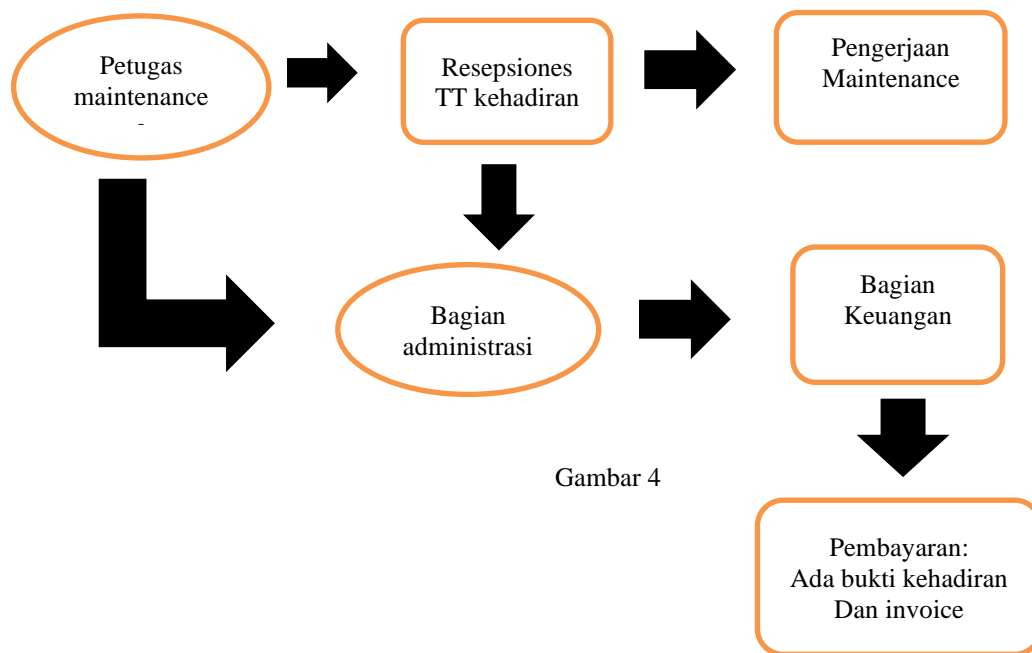 Petugas
maintenance
-
Resepsiones
TT kehadiran
Pengerjaan
Maintenance
Bagian
administrasi
Bagian
Keuangan
Gambar 4
Pembayaran:
Ada bukti kehadiran
Dan invoice